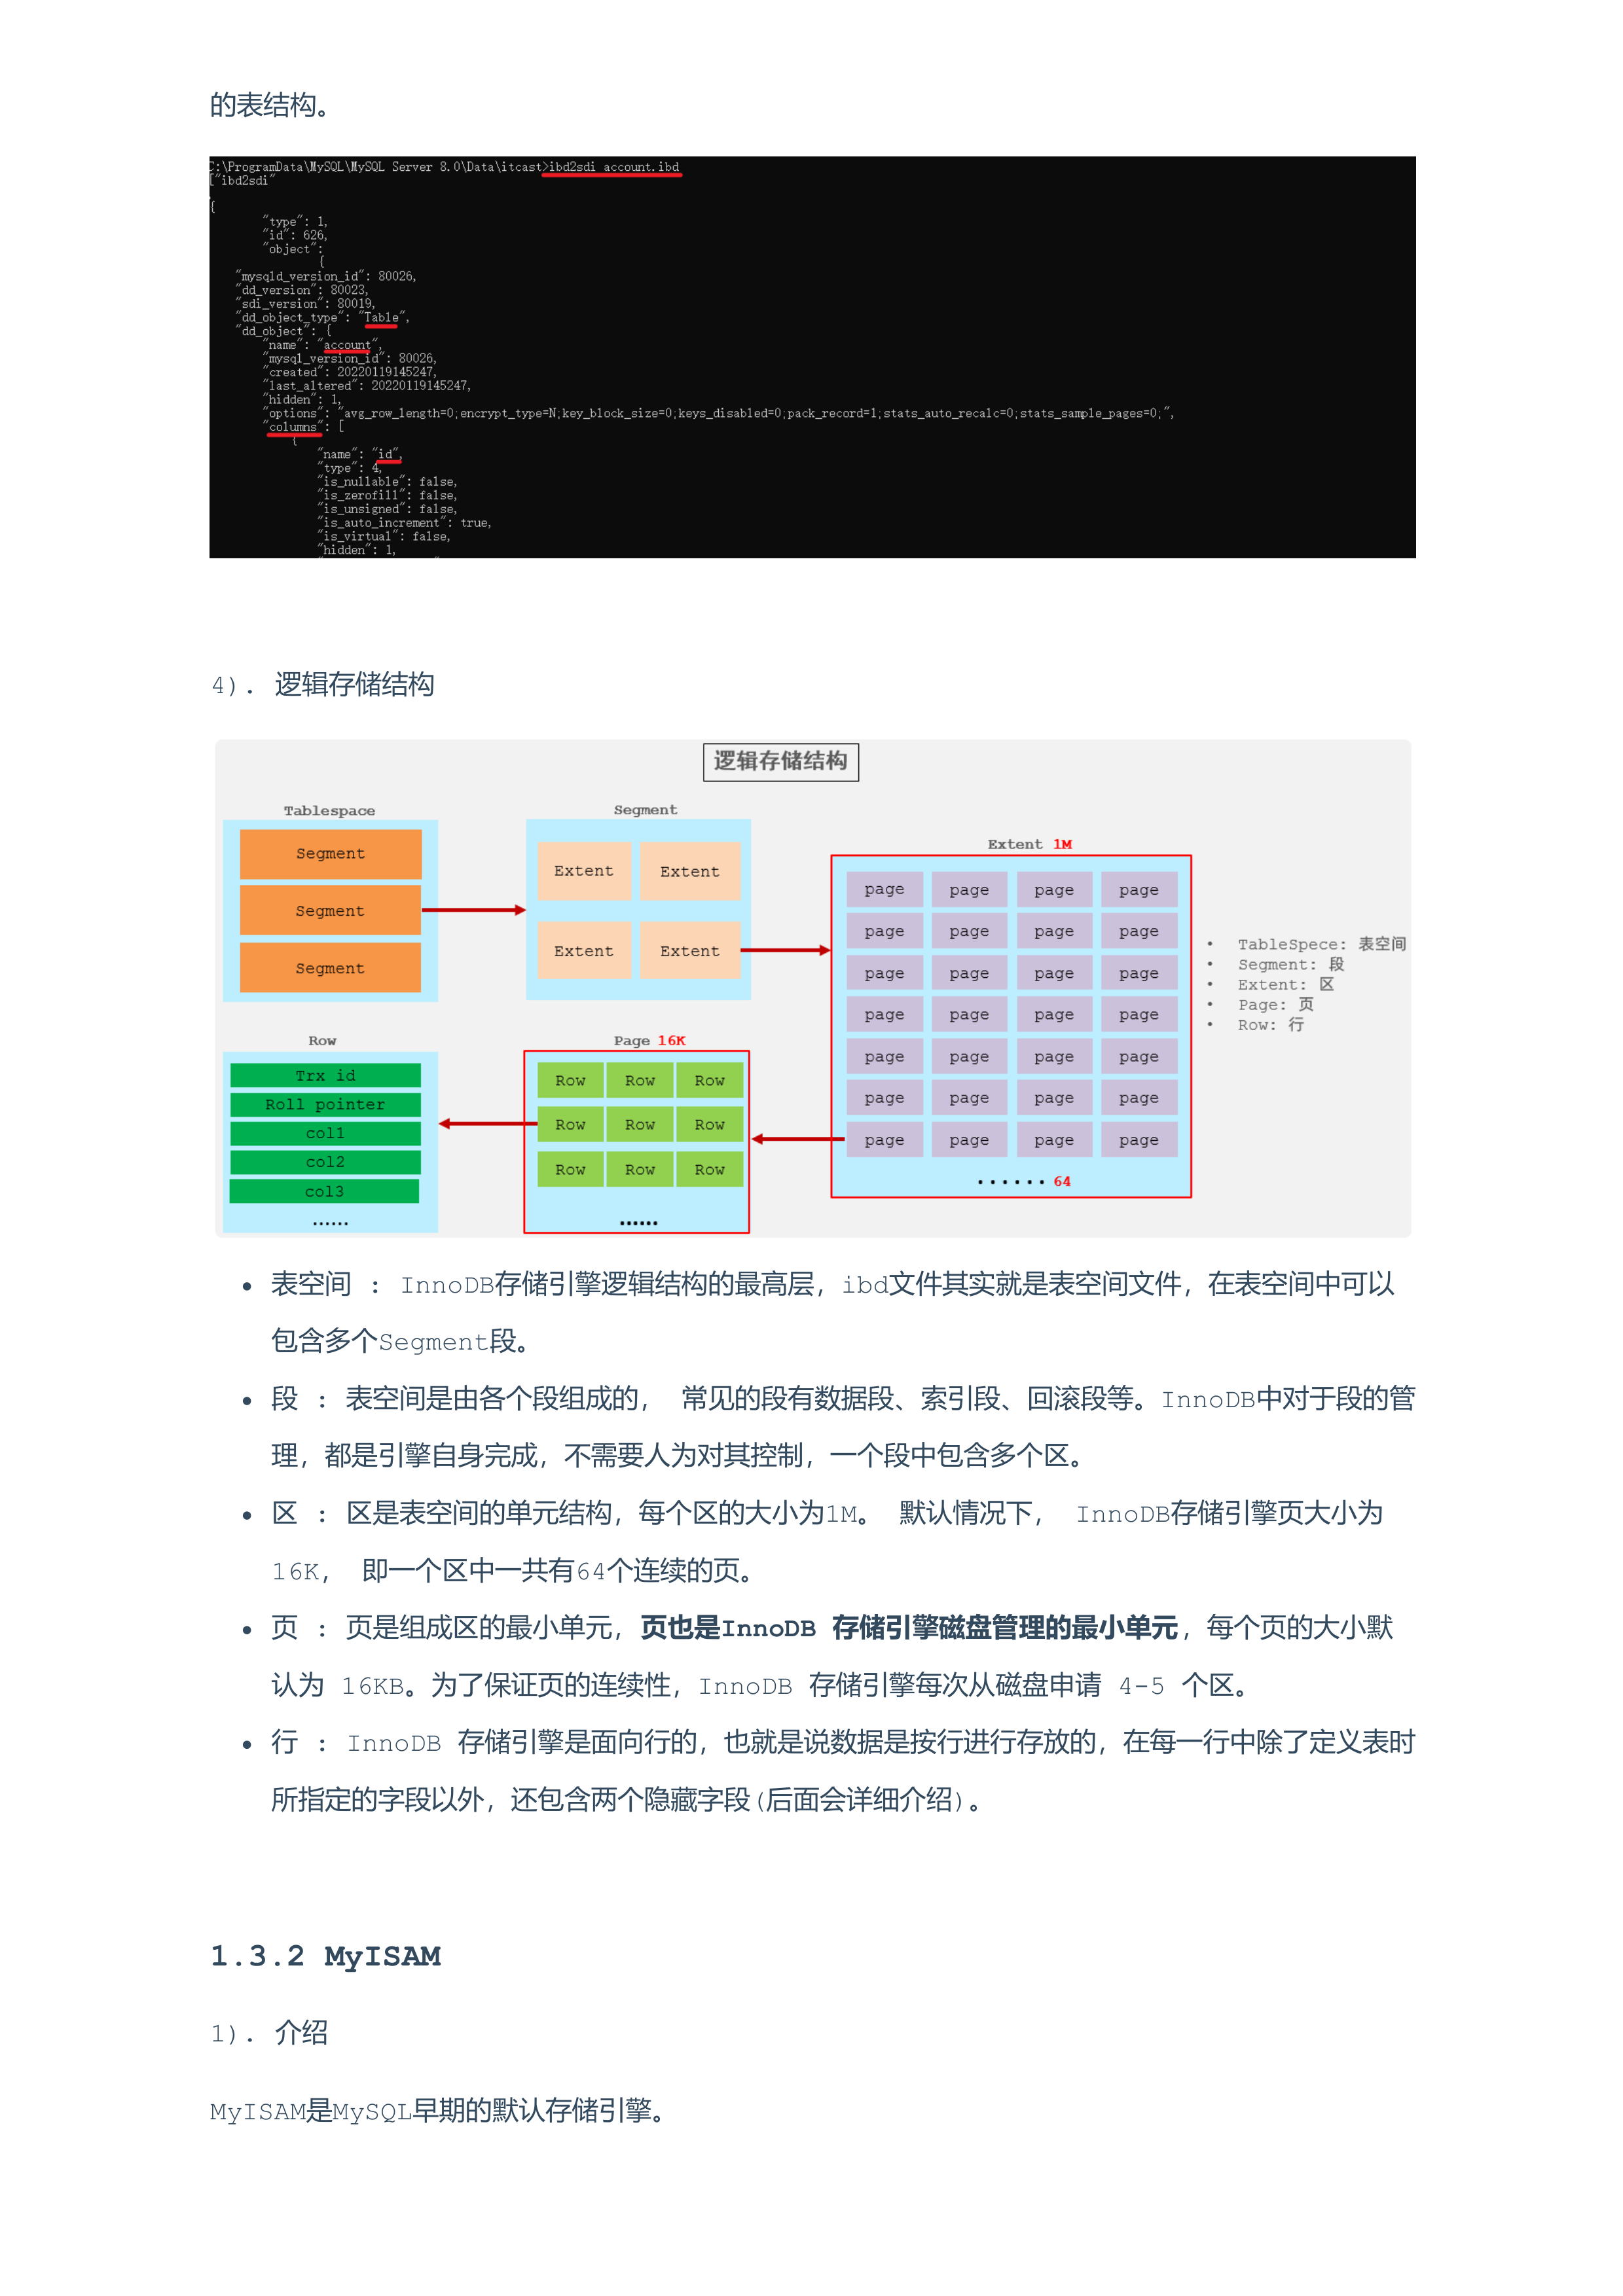 的表结构。
C:\ProgramData\MySQL\MySQL Server 8.0\Data\itcast>ibd2sdi account.ibd
["ibd2sdi"
,
{
"type": 1,
"id": 626,
"object":
{
"mysqld_version_id": 80026,
"dd_version": 80023,
"sdi_version": 80019,
"dd_object_type": "Table",
"dd_object": {
"name": "account",
"mysql_version_id": 80026,
"created": 20220119145247,
"last_altered": 20220119145247,
"hidden": 1,
"options": "avg_row_length=0;encrypt_type=N;key_block_size=0;keys_disabled=0;pack_record=1;stats_auto_recalc=0;stats_sample_pages=0;",
"columns": [
{
"name": "id",
"type": 4,
"is_nullable": false,
"is_zerofill": false,
"is_unsigned": false,
"is_auto_increment": true,
"is_virtual": false,
"hidden": 1,
4). 逻辑存储结构
逻辑存储结构
Tablespace
Segment
Segment
Segment
Segment
Extent Extent
Extent Extent
Extent 1M
page page page page
page page page page
page page page page
page page page page
page page page page
page page page page
page page page page
...... 64
• TableSpece: 表空间
• Segment: 段
• Extent: 区
• Page: 页
• Row: 行
Row
Trx id
Roll pointer
col1
col2
col3
......
Page 16K
Row Row Row
Row Row Row
Row Row Row
......
• 表空间 : InnoDB存储引擎逻辑结构的最高层，ibd文件其实就是表空间文件，在表空间中可以
包含多个Segment段。
• 段 : 表空间是由各个段组成的， 常见的段有数据段、索引段、回滚段等。InnoDB中对于段的管
理，都是引擎自身完成，不需要人为对其控制，一个段中包含多个区。
• 区 : 区是表空间的单元结构，每个区的大小为1M。 默认情况下， InnoDB存储引擎页大小为
16K， 即一个区中一共有64个连续的页。
• 页 : 页是组成区的最小单元，页也是InnoDB 存储引擎磁盘管理的最小单元，每个页的大小默
认为 16KB。为了保证页的连续性，InnoDB 存储引擎每次从磁盘申请 4-5 个区。
• 行 : InnoDB 存储引擎是面向行的，也就是说数据是按行进行存放的，在每一行中除了定义表时
所指定的字段以外，还包含两个隐藏字段(后面会详细介绍)。
1.3.2 MyISAM
1). 介绍
MyISAM是MySQL早期的默认存储引擎。